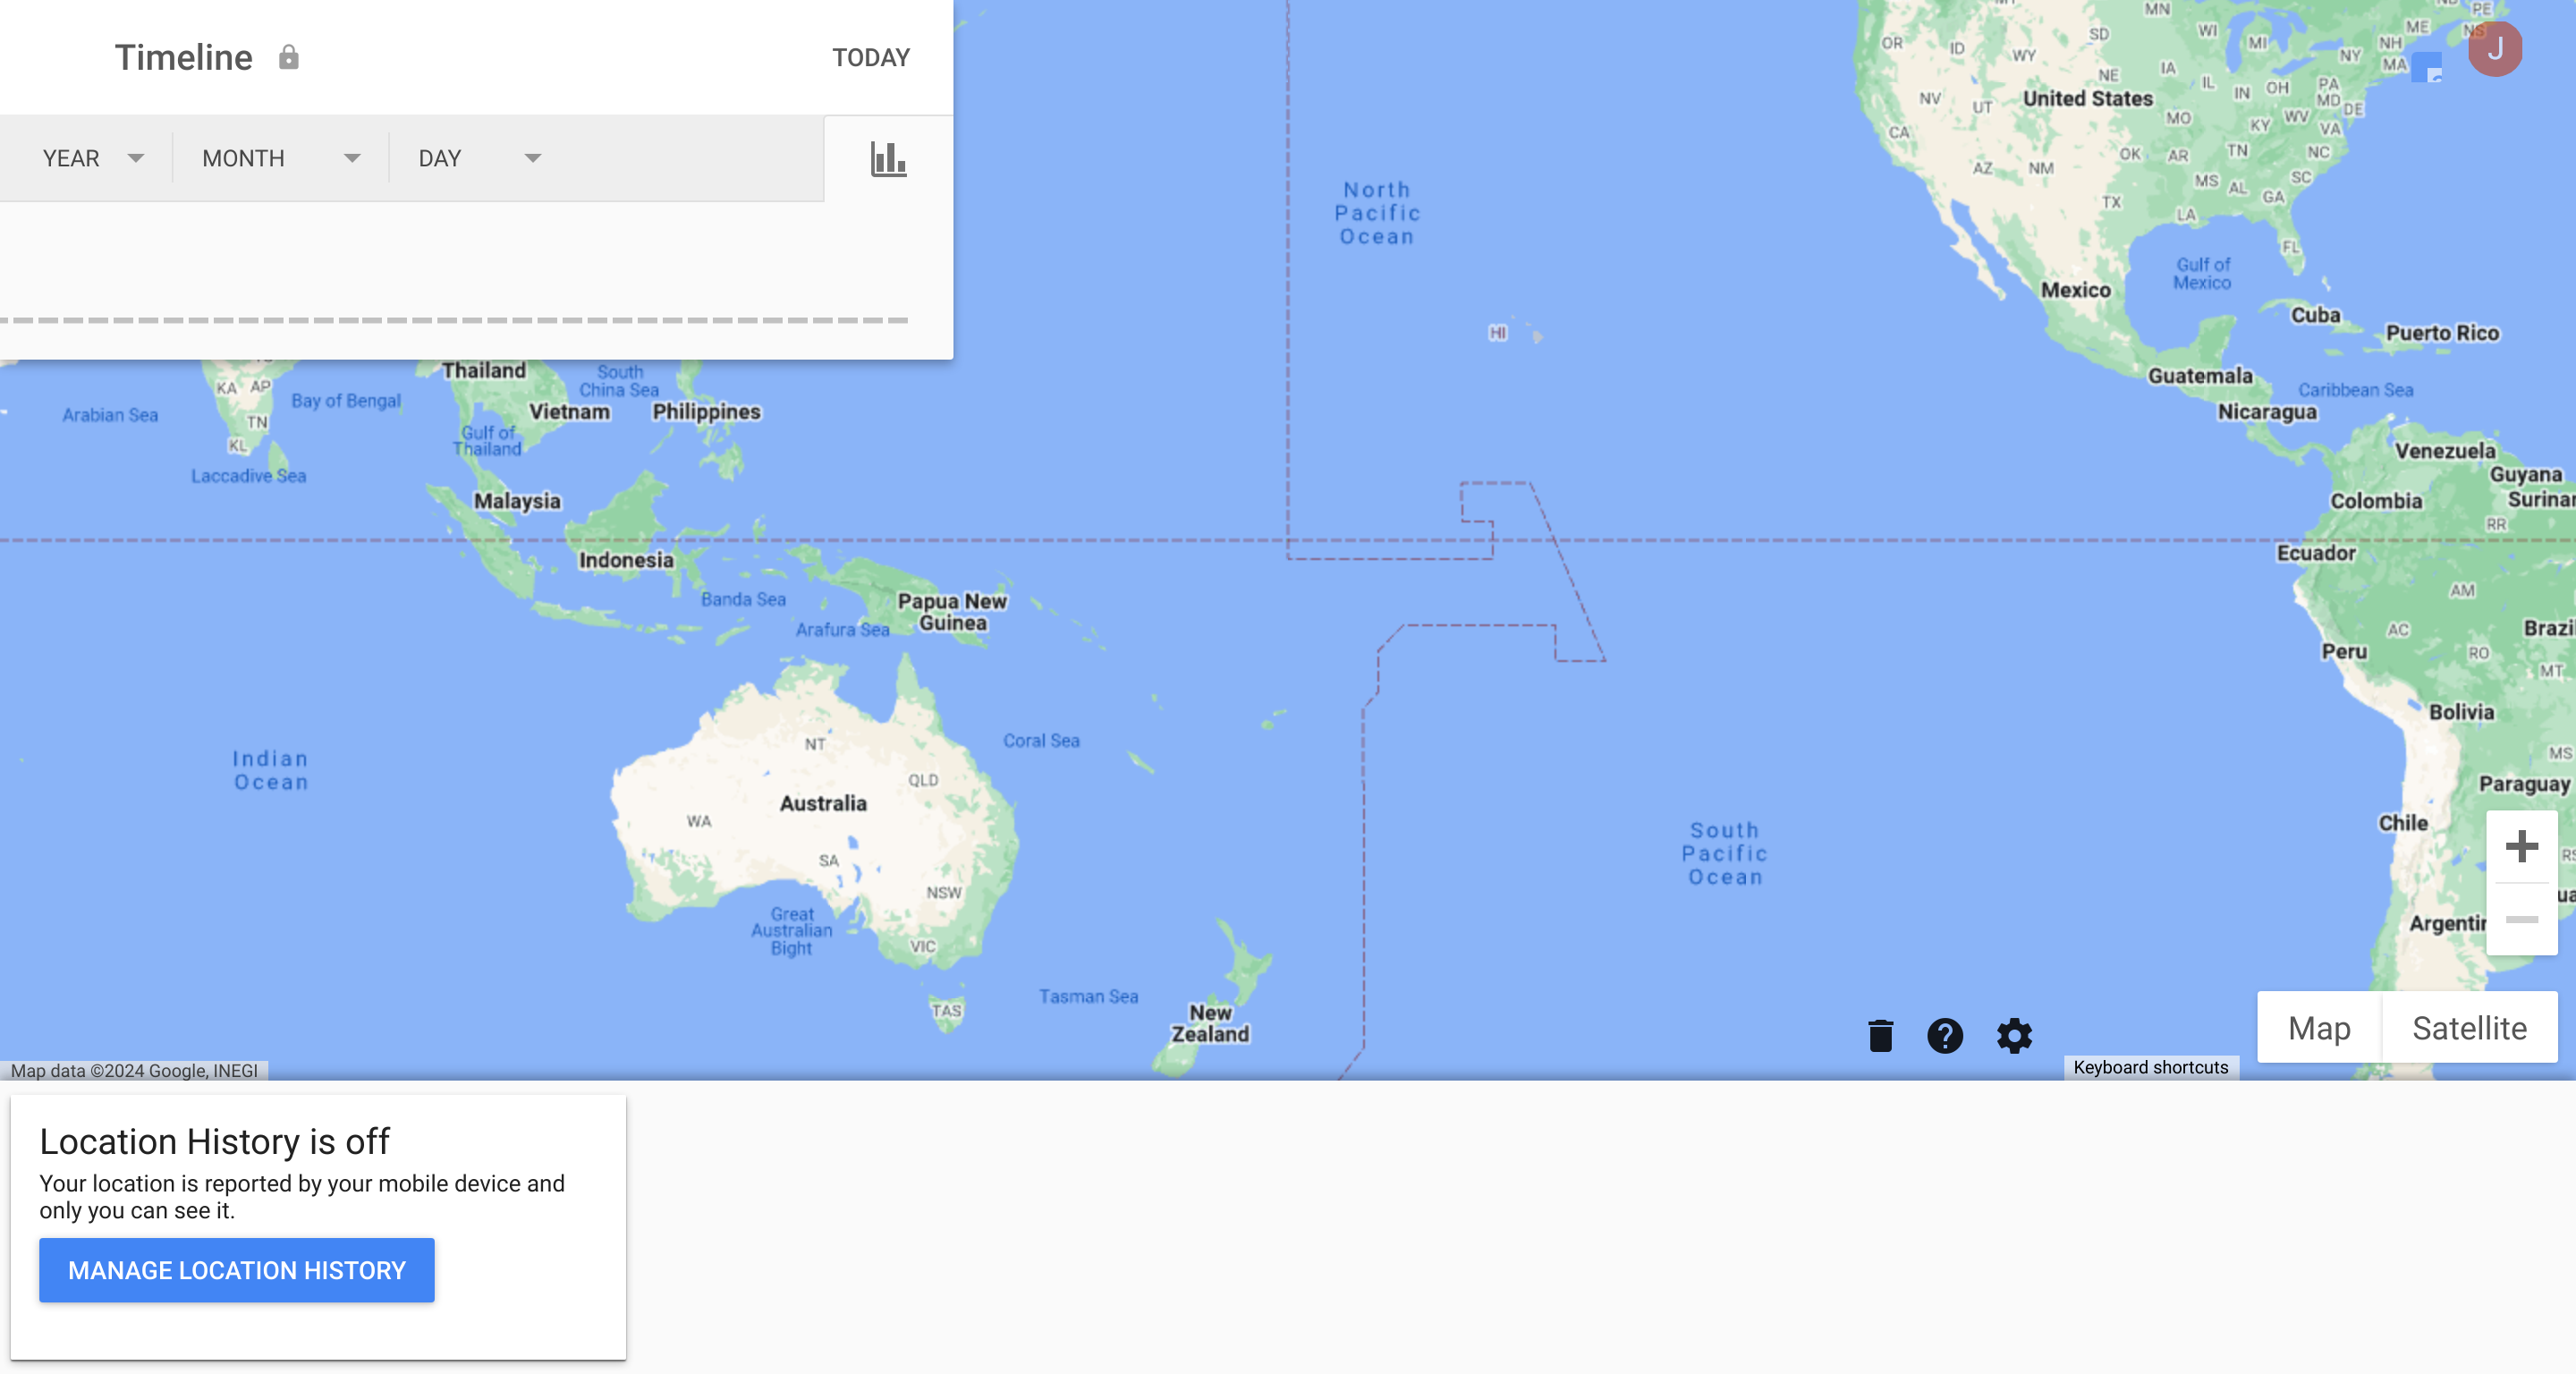 Timeline
TODAY
YEAR
MONTH
DAY
North
Pacific
Ocean
HI
OR
ID
WY
SD
MN
WI
MI
NY
NH
ME
MA
PE
NS
J
NE
IA
IL
IN
OH
PA
MD
DE
NV
UT
United States
MO
KY
WV
VA
CA
AZ
NM
OK
AR
TN
NC
MS
AL
GA
SC
TX
LA
FL
Gulf of
Mexico
Mexico
Cuba
Puerto Rico
Guatemala
Caribbean Sea
Nicaragua
Venezuela
Guyana
Colombia
Surinar
RR
Ecuador
AM
AC
Brazi
Peru
RO
MT
Bolivia
MS
Paraguay
Chile
RS
ua
Argentin
Thailand
South
China Sea
KA
AP
Bay of Bengal
Arabian Sea
Vietnam
Philippines
TN
KL
Gulf of
Thailand
Laccadive Sea
Malaysia
Indonesia
Banda Sea
Papua New
Guinea
Arafura Sea
Indian
Ocean
Coral Sea
NT
QLD
Australia
WA
SA
NSW
Great
Australian
Bight
VIC
TAS
Tasman Sea
New
Zealand
South
Pacific
Ocean
Map
Satellite
Keyboard shortcuts
Map data ©2024 Google, INEGI
Location History is off
Your location is reported by your mobile device and
only you can see it.
MANAGE LOCATION HISTORY